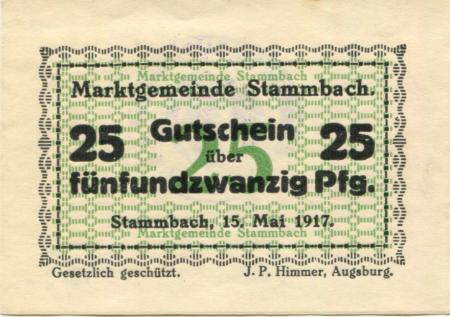 Marktgemeinde Stammbach
Marktgemeinde Stammbach.
25 Gutschein 25
über
25
fünfundzwanzig Pfg.
Stammbach, 15. Mai 1917.
Marktgemeinde Stammbach
Gesetzlich geschützt. J. P. Himmer, Augsburg.